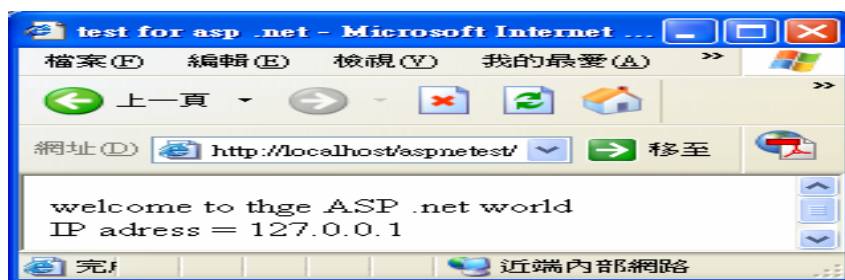 test for asp .net - Microsoft Internet ...
檔案(F) 編輯(E) 檢視(V) 我的最愛(A) »
上一頁 »
網址(D) http://localhost/aspnetest/ 移至
welcome to thge ASP .net world
IP adress = 127.0.0.1
近端內部網路